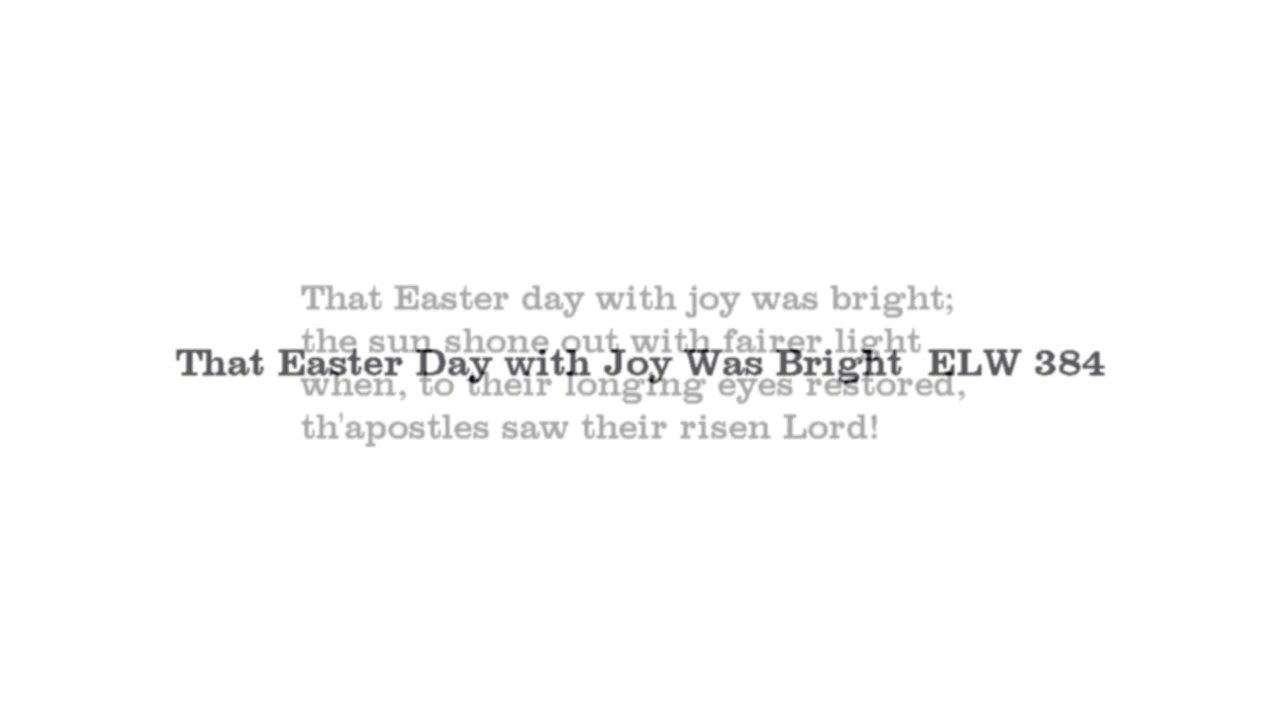 That Easter day with joy was bright;
the sun shone out with fairer light
That Easter Day with Joy Was Bright  ELW 384
when, to their longing eyes restored,
th'apostles saw their risen Lord!